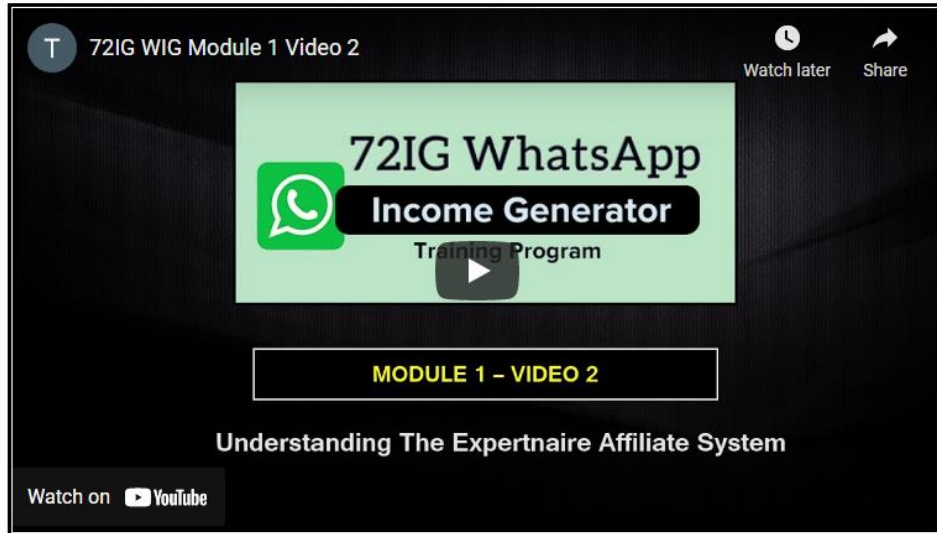 T
72IG WIG Module 1 Video 2
Watch later
Share
72IG WhatsApp
Income Generator
Training Program
MODULE 1 – VIDEO 2
Understanding The Expertnaire Affiliate System
Watch on YouTube